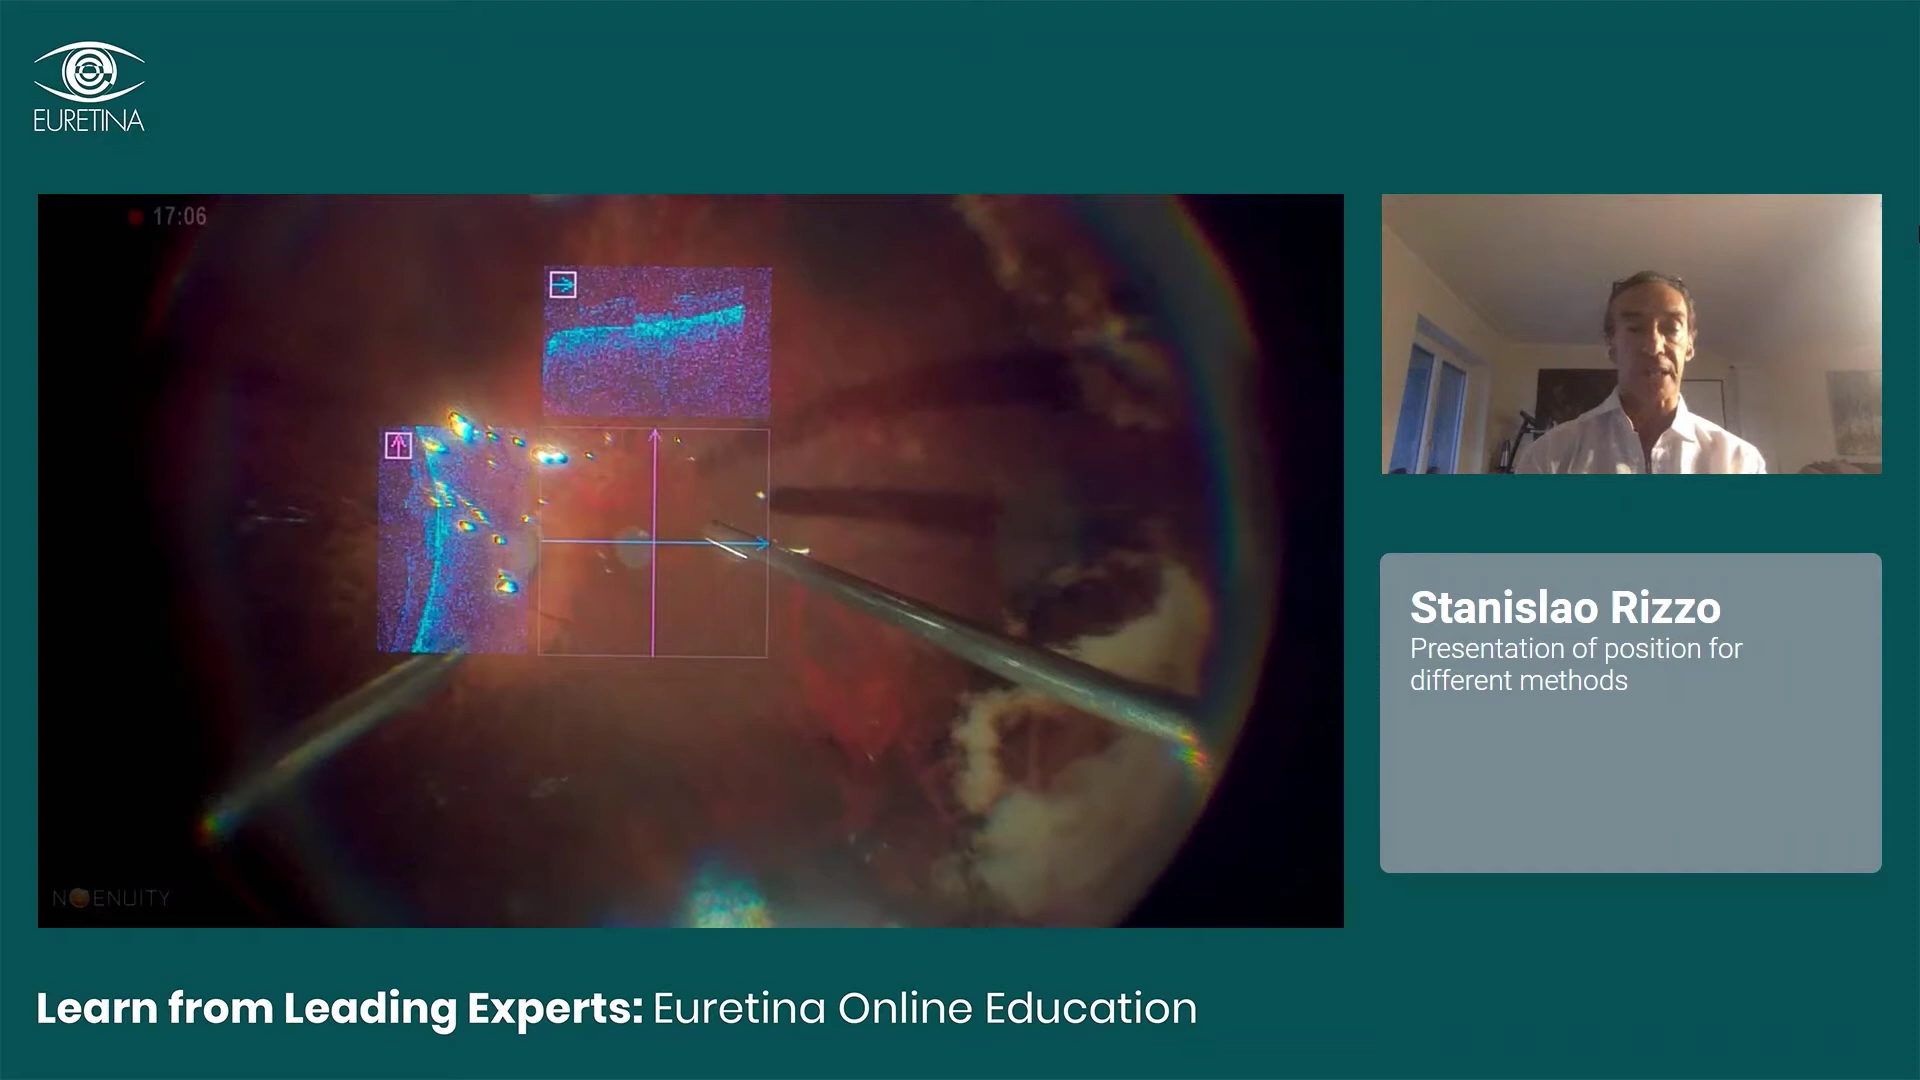 EURETINA
17:06
Stanislao Rizzo
Presentation of position for
different methods
NGENUITY
Learn from Leading Experts: Euretina Online Education